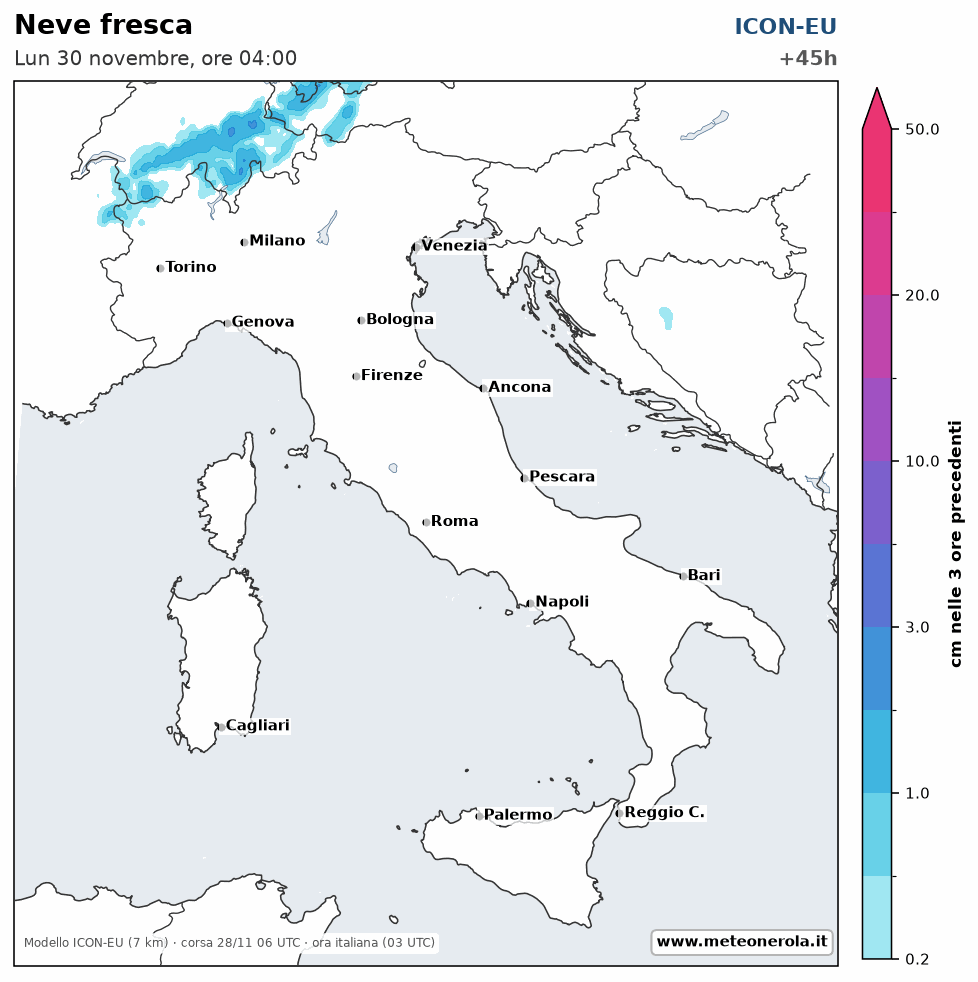 Neve fresca
ICON-EU
Lun 30 novembre, ore 04:00
+45h
50.0
Milano
Venezia
Torino
20.0
Bologna
Genova
Firenze
Ancona
10.0
Pescara
Roma
cm nelle 3 ore precedenti
Bari
Napoli
3.0
Cagliari
1.0
Palermo
Reggio C.
Modello ICON-EU (7 km) · corsa 28/11 06 UTC · ora italiana (03 UTC)
www.meteonerola.it
0.2